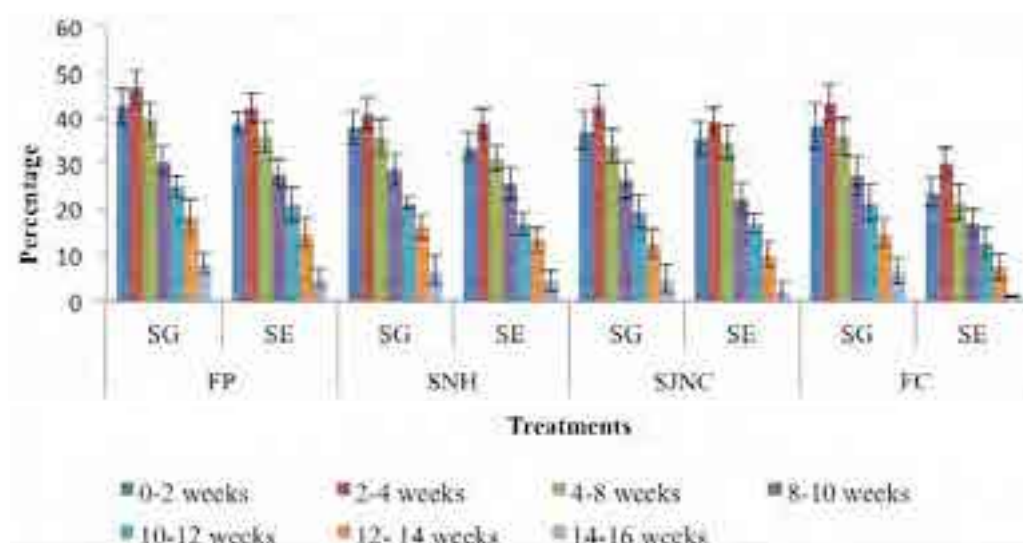 60
50
40
30
20
10
0
Percentage
SG SE SG SE SG SE SG SE
FP SNH SJNC FC
Treatments
0-2 weeks 2-4 weeks 4-8 weeks 8-10 weeks
10-12 weeks 12- 14 weeks 14-16 weeks